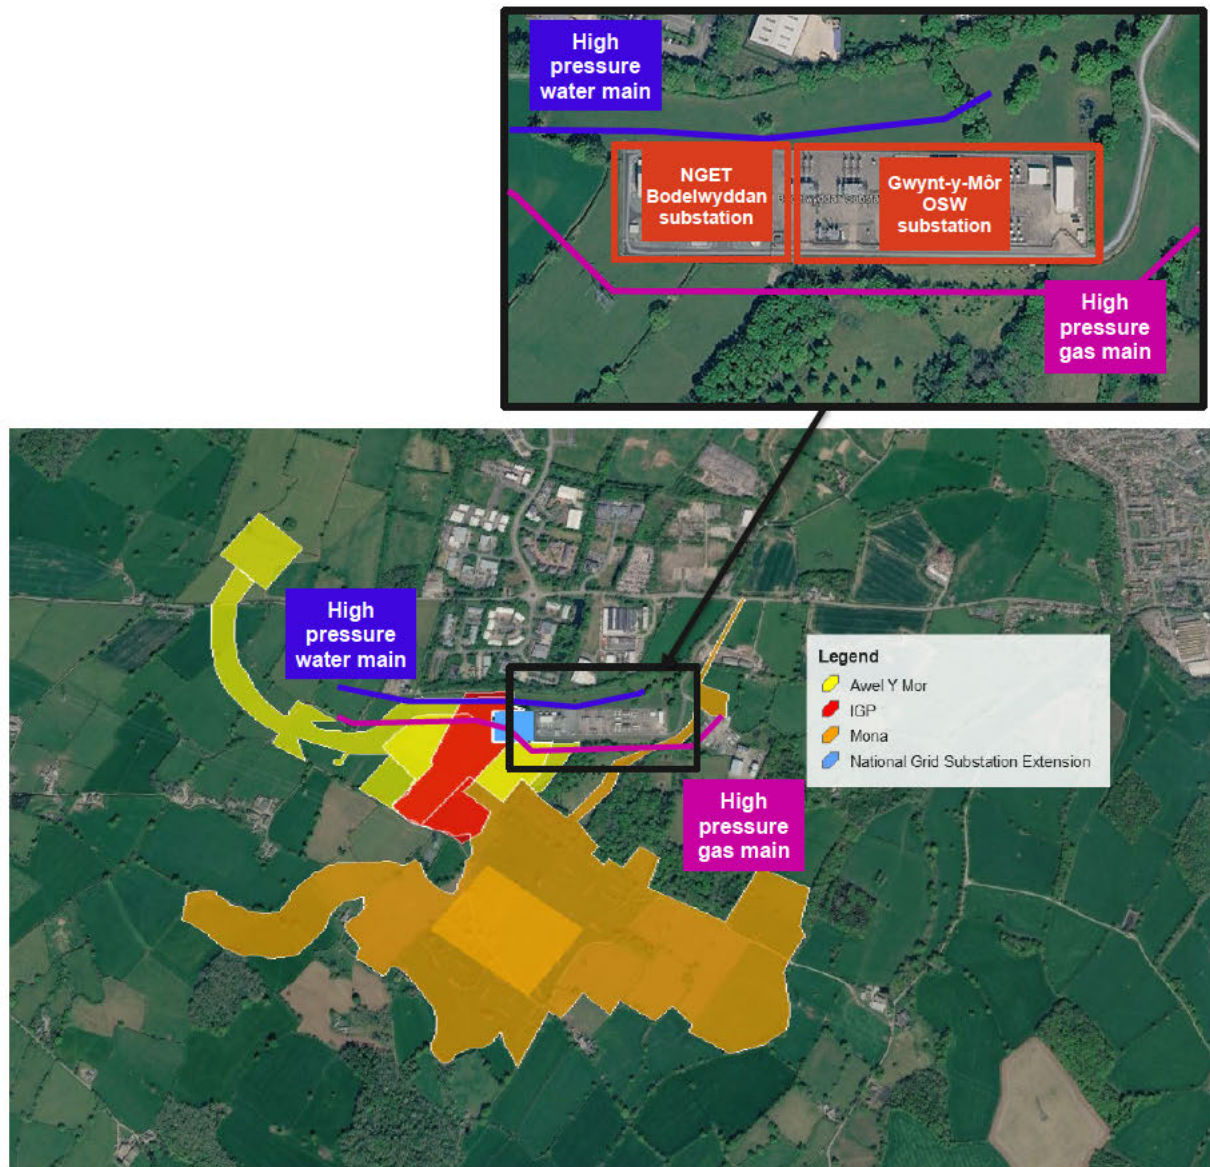 High
pressure
water main
NGET
Bodelwyddan
substation
Gwynt-y-Môr
OSW
substation
High
pressure
gas main
High
pressure
water main
Legend
Awel Y Mor
IGP
Mona
National Grid Substation Extension
High
pressure
gas main